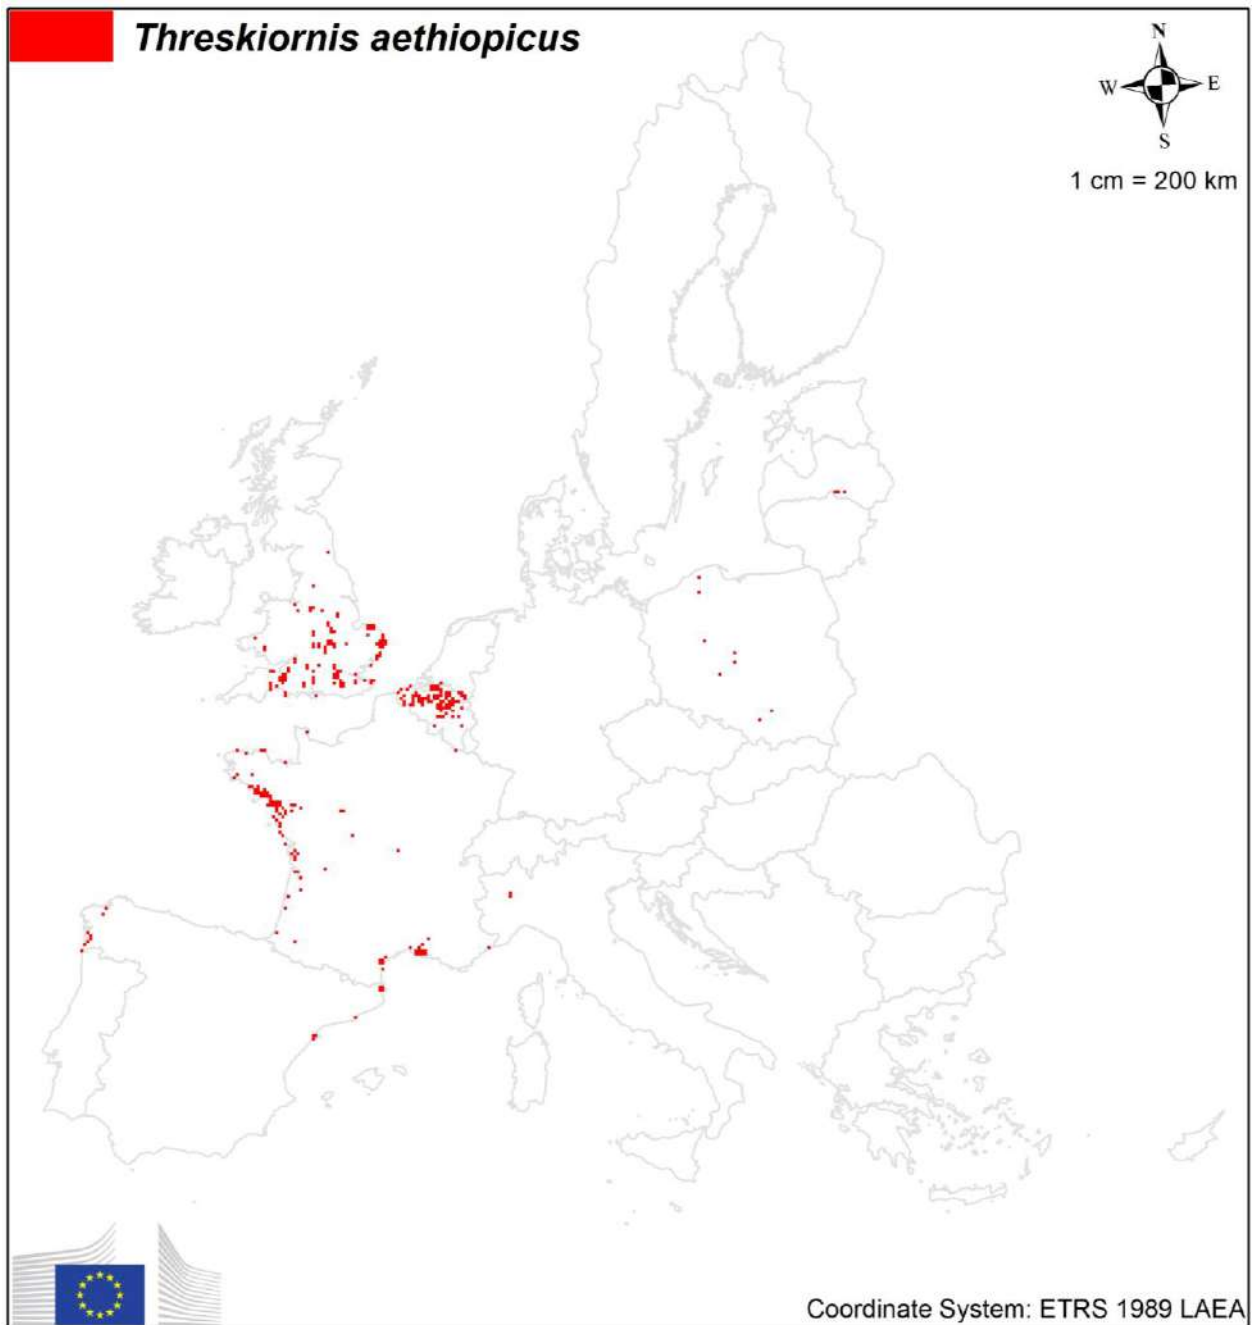 Threskiornis aethiopicus
N
W
E
S
1 cm = 200 km
Coordinate System: ETRS 1989 LAEA